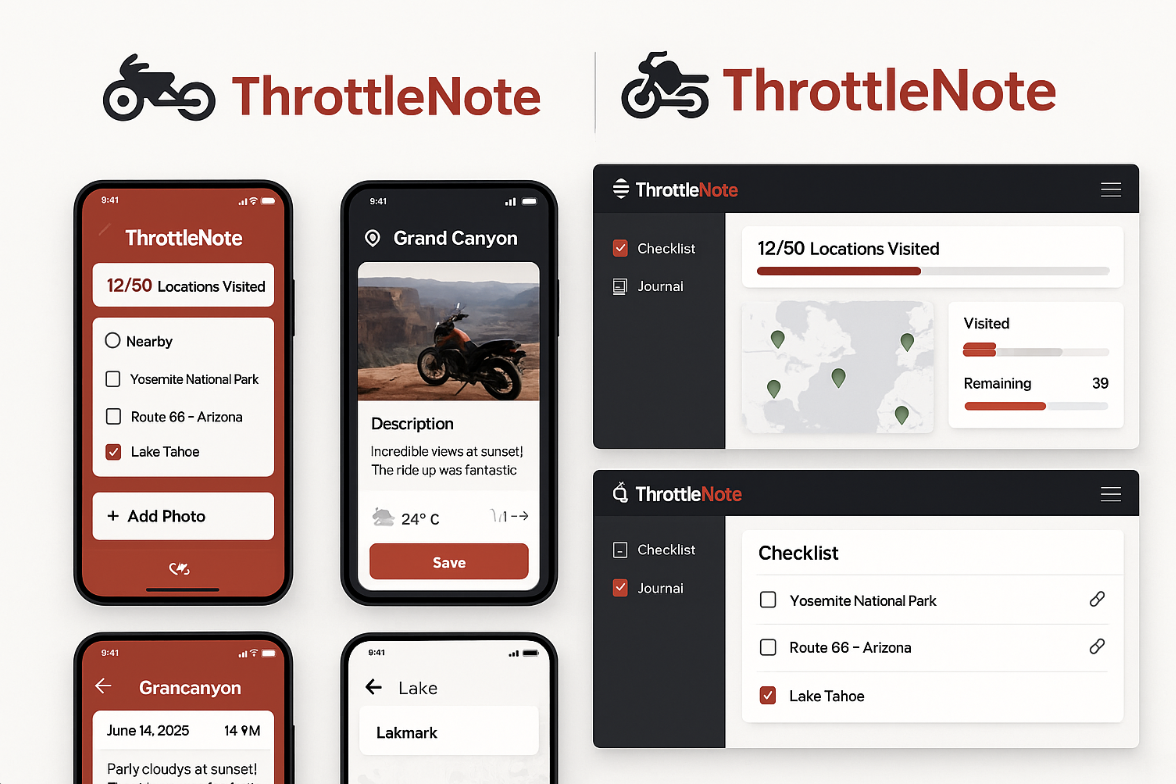 ThrottleNote
ThrottleNote
9:41
ThrottleNote
12/50 Locations Visited
Nearby
Yosemite National Park
Route 66 – Arizona
Lake Tahoe
+ Add Photo
9:41
Grand Canyon
Description
Incredible views at sunset!
The ride up was fantastic
24° C
Save
9:41
Grancanyon
June 14, 2025
Parly cloudys at sunset!
9:41
Lake
Lakmark
ThrottleNote
Checklist
Journal
12/50 Locations Visited
Visited
Remaining 39
ThrottleNote
Checklist
Journai
Checklist
Yosemite National Park
Route 66 – Arizona
Lake Tahoe